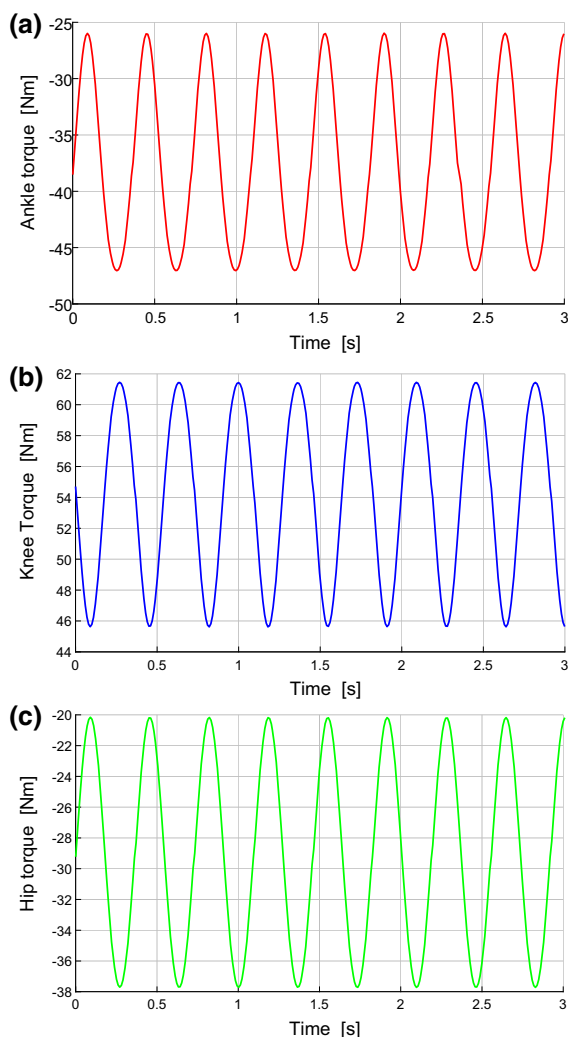 (a)
-25
-30
-35
-40
-45
-50
Ankle torque [Nm]
0 0.5 1 1.5 2 2.5 3
Time [s]
(b)
62
60
58
56
54
52
50
48
46
44
Knee Torque [Nm]
0 0.5 1 1.5 2 2.5 3
Time [s]
(c)
-20
-22
-24
-26
-28
-30
-32
-34
-36
-38
Hip torque [Nm]
0 0.5 1 1.5 2 2.5 3
Time [s]